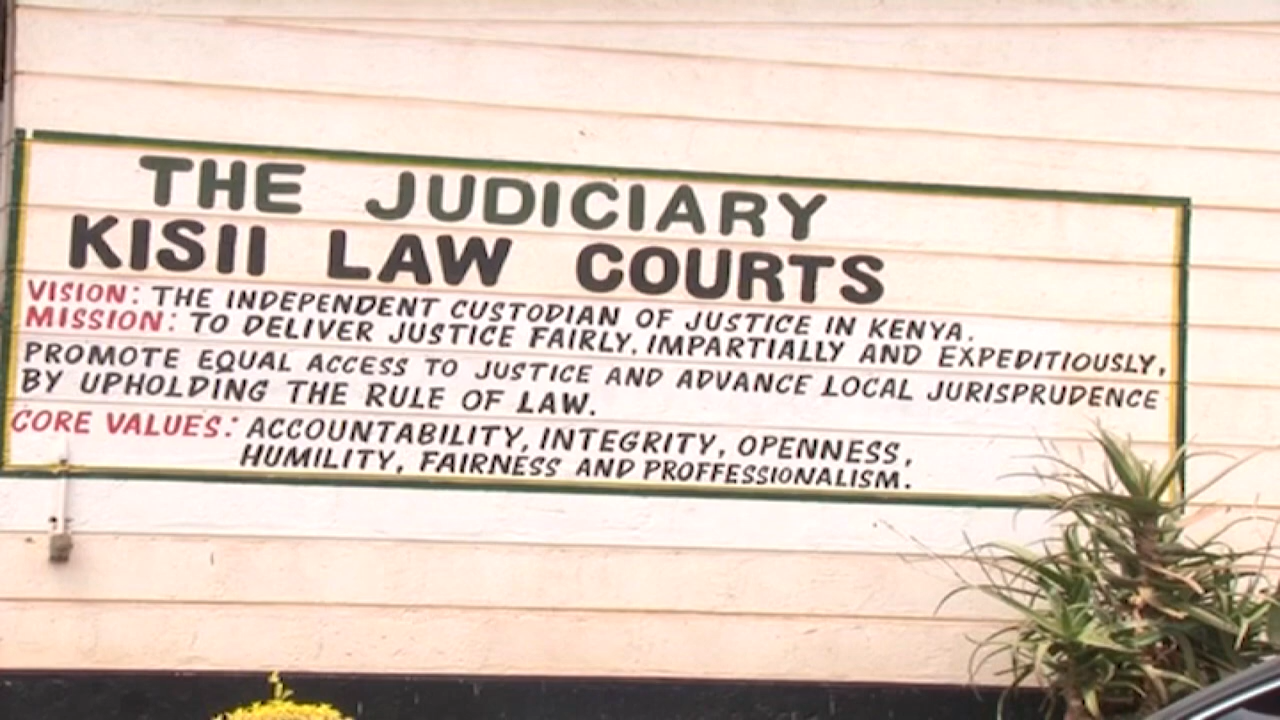 THE JUDICIARY
KISII LAW COURTS
VISION: THE INDEPENDENT CUSTODIAN OF JUSTICE IN KENYA.
MISSION: TO DELIVER JUSTICE FAIRLY, IMPARTIALLY AND EXPEDITIOUSLY,
PROMOTE EQUAL ACCESS TO JUSTICE AND ADVANCE LOCAL JURISPRUDENCE
BY UPHOLDING THE RULE OF LAW.
CORE VALUES: ACCOUNTABILITY, INTEGRITY, OPENNESS,
HUMILITY, FAIRNESS AND PROFFESSIONALISM.